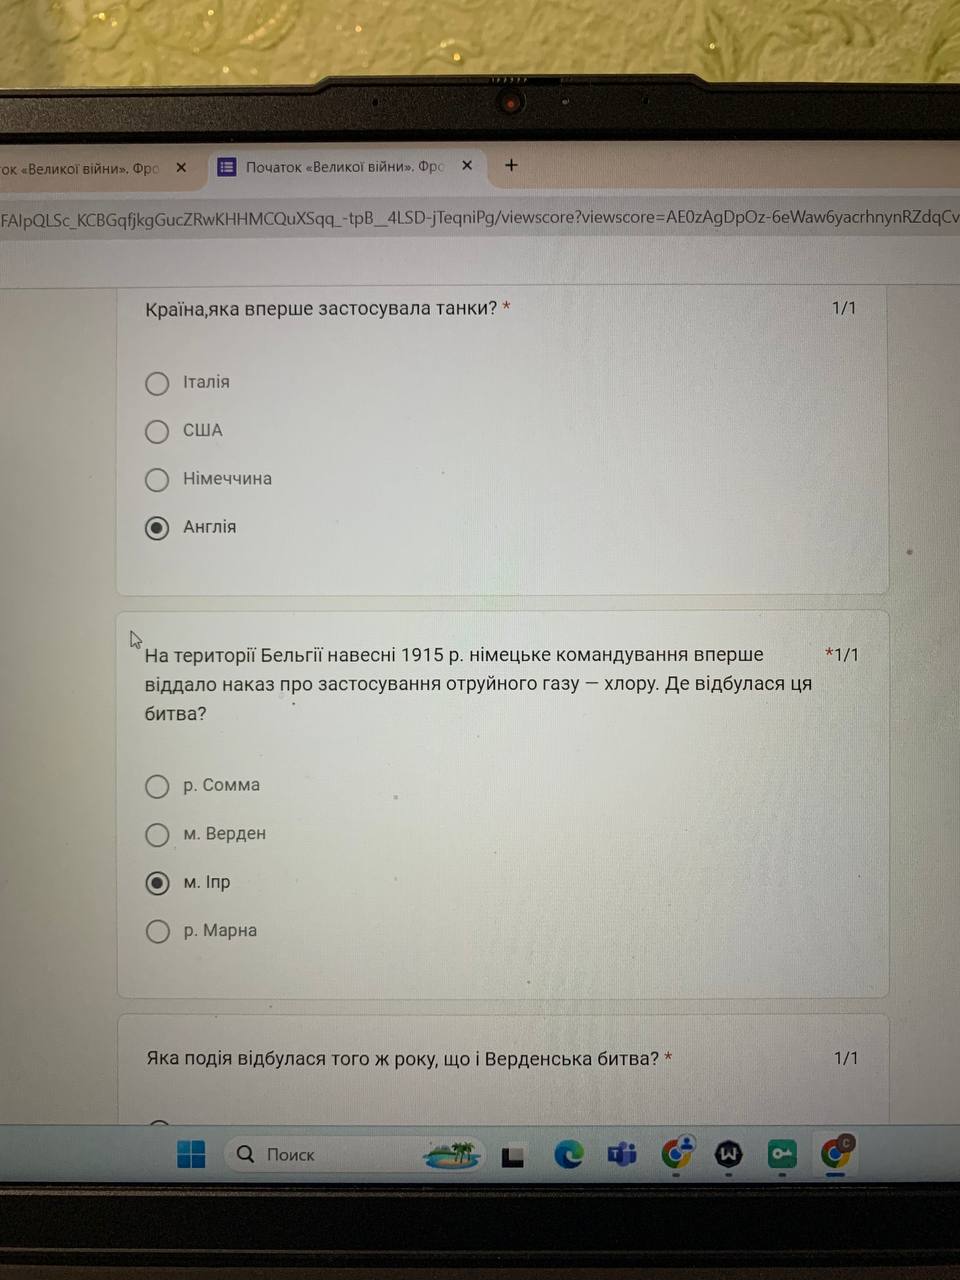 ок «Великої війни». Фро
Початок «Великої війни». Фро
FAIpQLSc_KCBGqfjkgGucZRwKHHMCQuXSqq_-tpB__4LSD-jTeqniPg/viewscore?viewscore=AE0zAgDpOz-6eWaw6yacrhnynRZdqCv
Країна,яка вперше застосувала танки? * 1/1
Італія
США
Німеччина
Англія
На території Бельгії навесні 1915 р. німецьке командування вперше *1/1
віддало наказ про застосування отруйного газу — хлору. Де відбулася ця
битва?
р. Сомма
м. Верден
м. Іпр
р. Марна
Яка подія відбулася того ж року, що і Верденська битва? * 1/1
Поиск